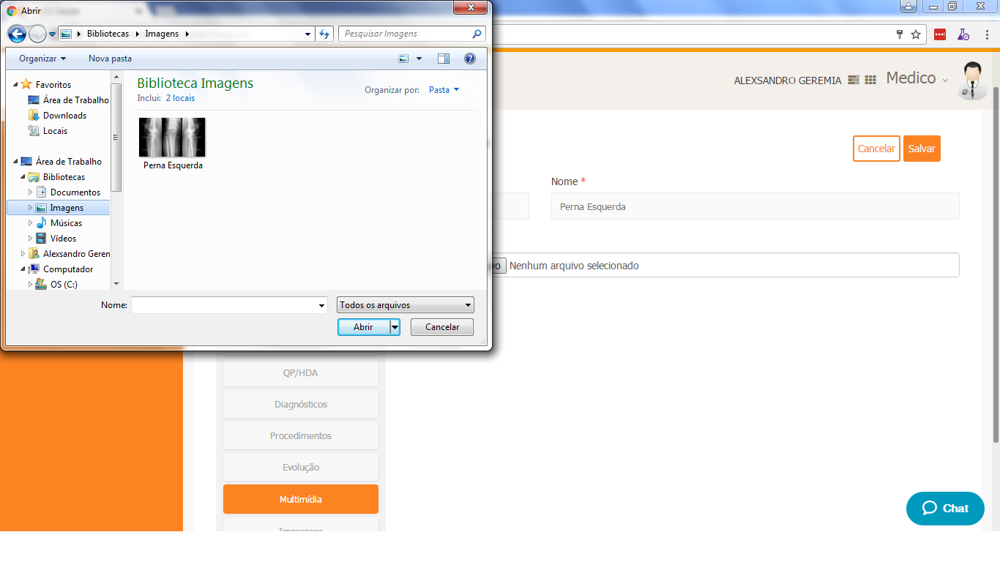 Abrir
Bibliotecas
Imagens
Pesquisar Imagens
Organizar
Nova pasta
Favoritos
Área de Trabalho
Downloads
Locais
Área de Trabalho
Bibliotecas
Documentos
Imagens
Músicas
Vídeos
Alexsandro Geren
Computador
OS (C:)
Biblioteca Imagens
Inclui: 2 locais
Organizar por: Pasta
Perna Esquerda
Nome:
Todos os arquivos
Abrir
Cancelar
ALEXSANDRO GEREMIA
Medico
Cancelar
Salvar
Nome *
Perna Esquerda
vo Nenhum arquivo selecionado
QP/HDA
Diagnósticos
Procedimentos
Evolução
Multimídia
Impressos
Chat